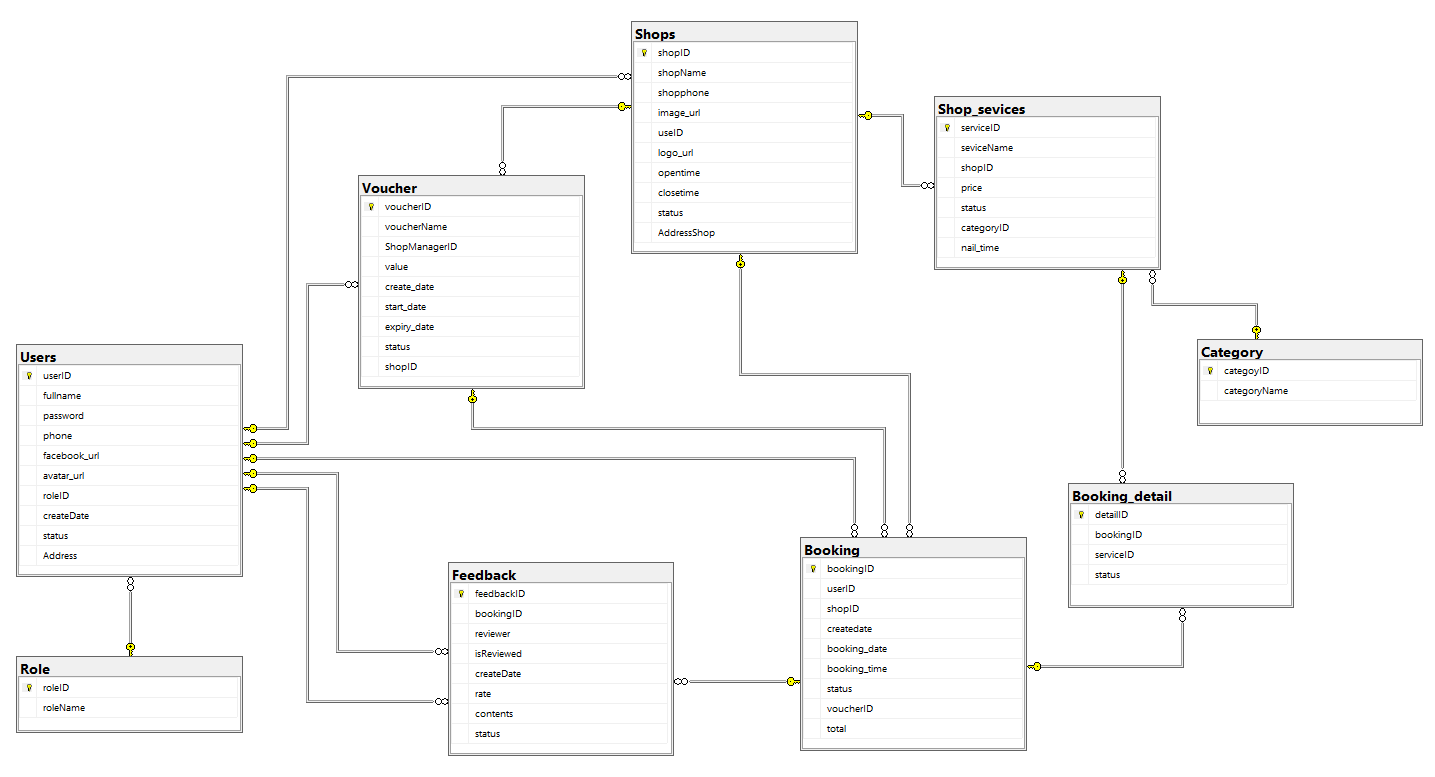 Shops
shopID
shopName
shopphone
image_url
useID
logo_url
opentime
closetime
status
AddressShop
Shop_sevices
serviceID
seviceName
shopID
price
status
categoryID
nail_time
Voucher
voucherID
voucherName
ShopManagerID
value
create_date
start_date
expiry_date
status
shopID
Users
userID
fullname
password
phone
facebook_url
avatar_url
roleID
createDate
status
Address
Category
categoyID
categoryName
Booking_detail
detailID
bookingID
serviceID
status
Booking
bookingID
userID
shopID
createdate
booking_date
booking_time
status
voucherID
total
Feedback
feedbackID
bookingID
reviewer
isReviewed
createDate
rate
contents
status
Role
roleID
roleName